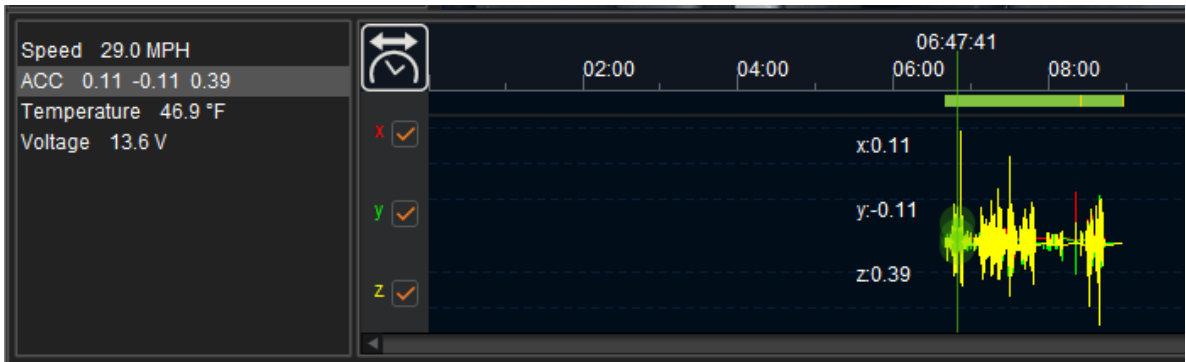 Speed 29.0 MPH
ACC 0.11 -0.11 0.39
Temperature 46.9 °F
Voltage 13.6 V
06:47:41
02:00 04:00 06:00 08:00
x
x:0.11
y
y:-0.11
z
z:0.39